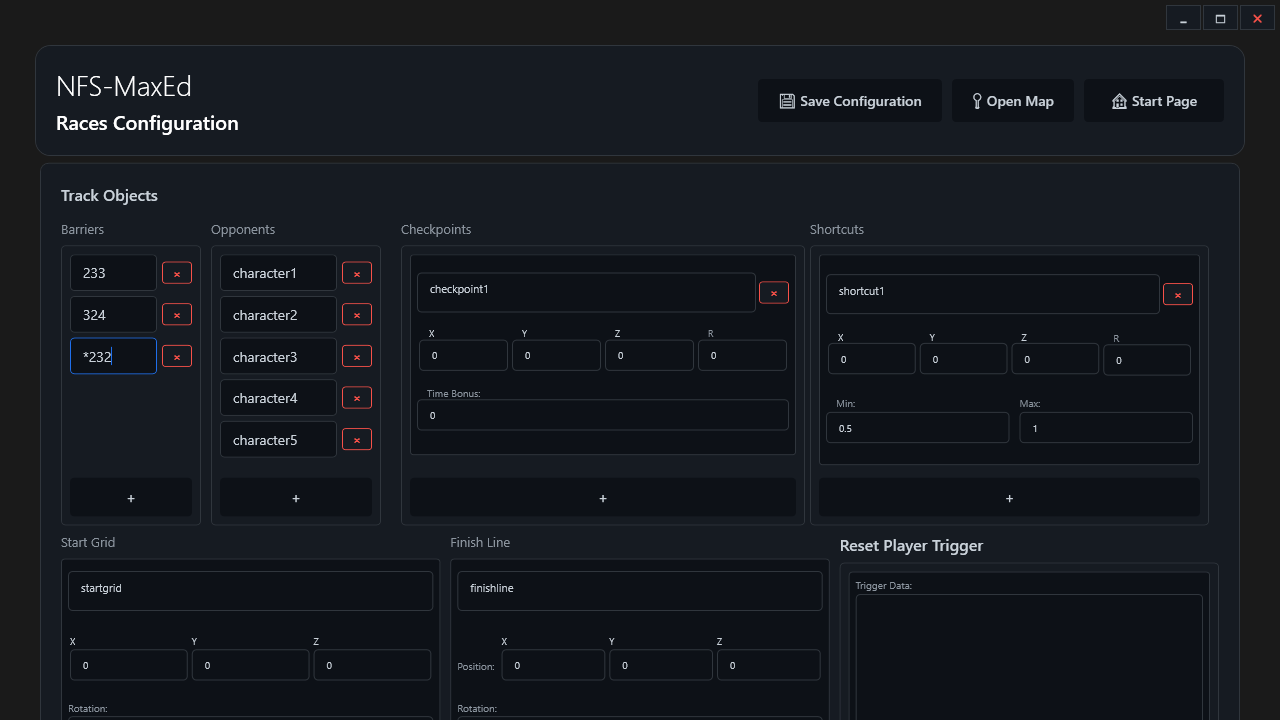 NFS-MaxEd
Races Configuration
Save Configuration
Open Map
Start Page
Track Objects
Barriers
Opponents
Checkpoints
Shortcuts
233
324
*232
+
character1
character2
character3
character4
character5
+
checkpoint1
X Y Z R
0 0 0 0
Time Bonus:
0
+
shortcut1
X Y Z R
0 0 0 0
Min: Max:
0.5 1
+
Start Grid
startgrid
X Y Z
0 0 0
Rotation:
Finish Line
finishline
X Y Z
Position: 0 0 0
Rotation:
Reset Player Trigger
Trigger Data: